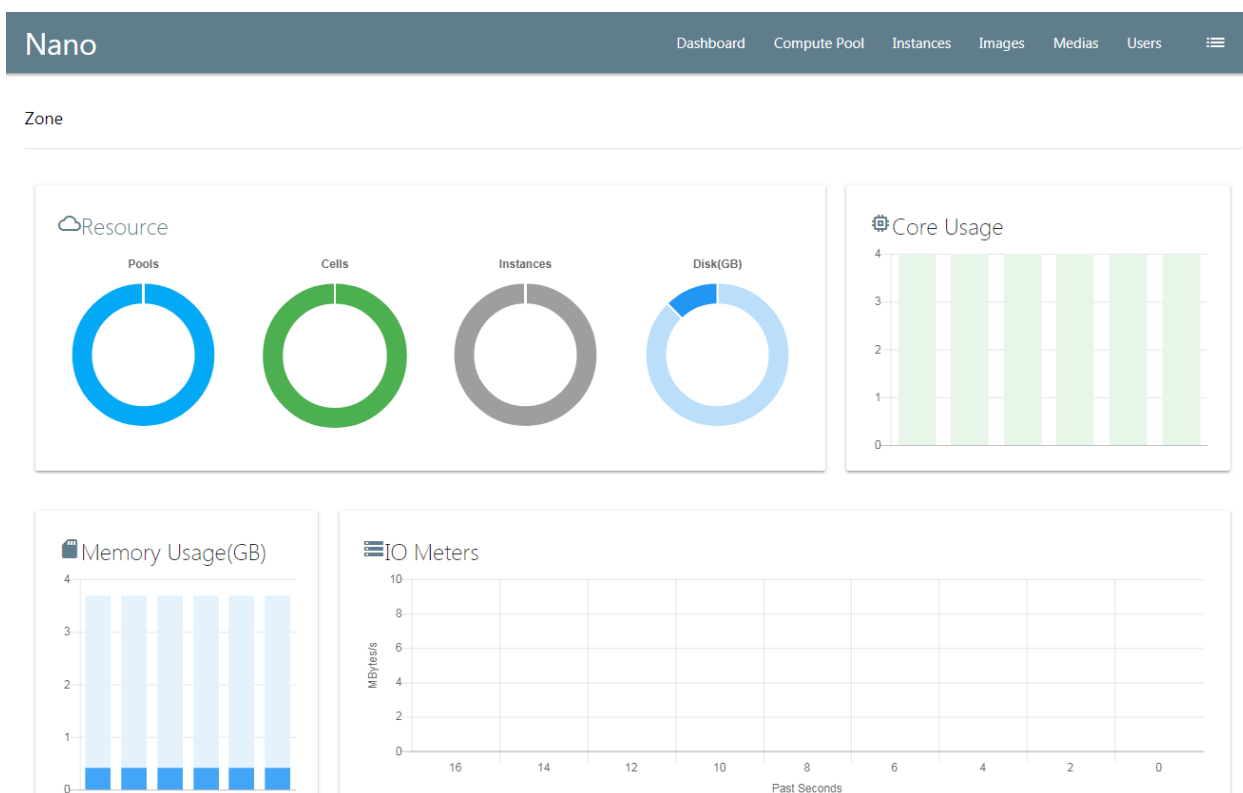 Nano
Dashboard Compute Pool Instances Images Medias Users
Zone
Resource
Pools Cells Instances Disk(GB)
Core Usage
4
3
2
1
0
Memory Usage(GB)
4
3
2
1
0
IO Meters
10
8
6
4
2
0
MBytes/s
16 14 12 10 8 6 4 2 0
Past Seconds